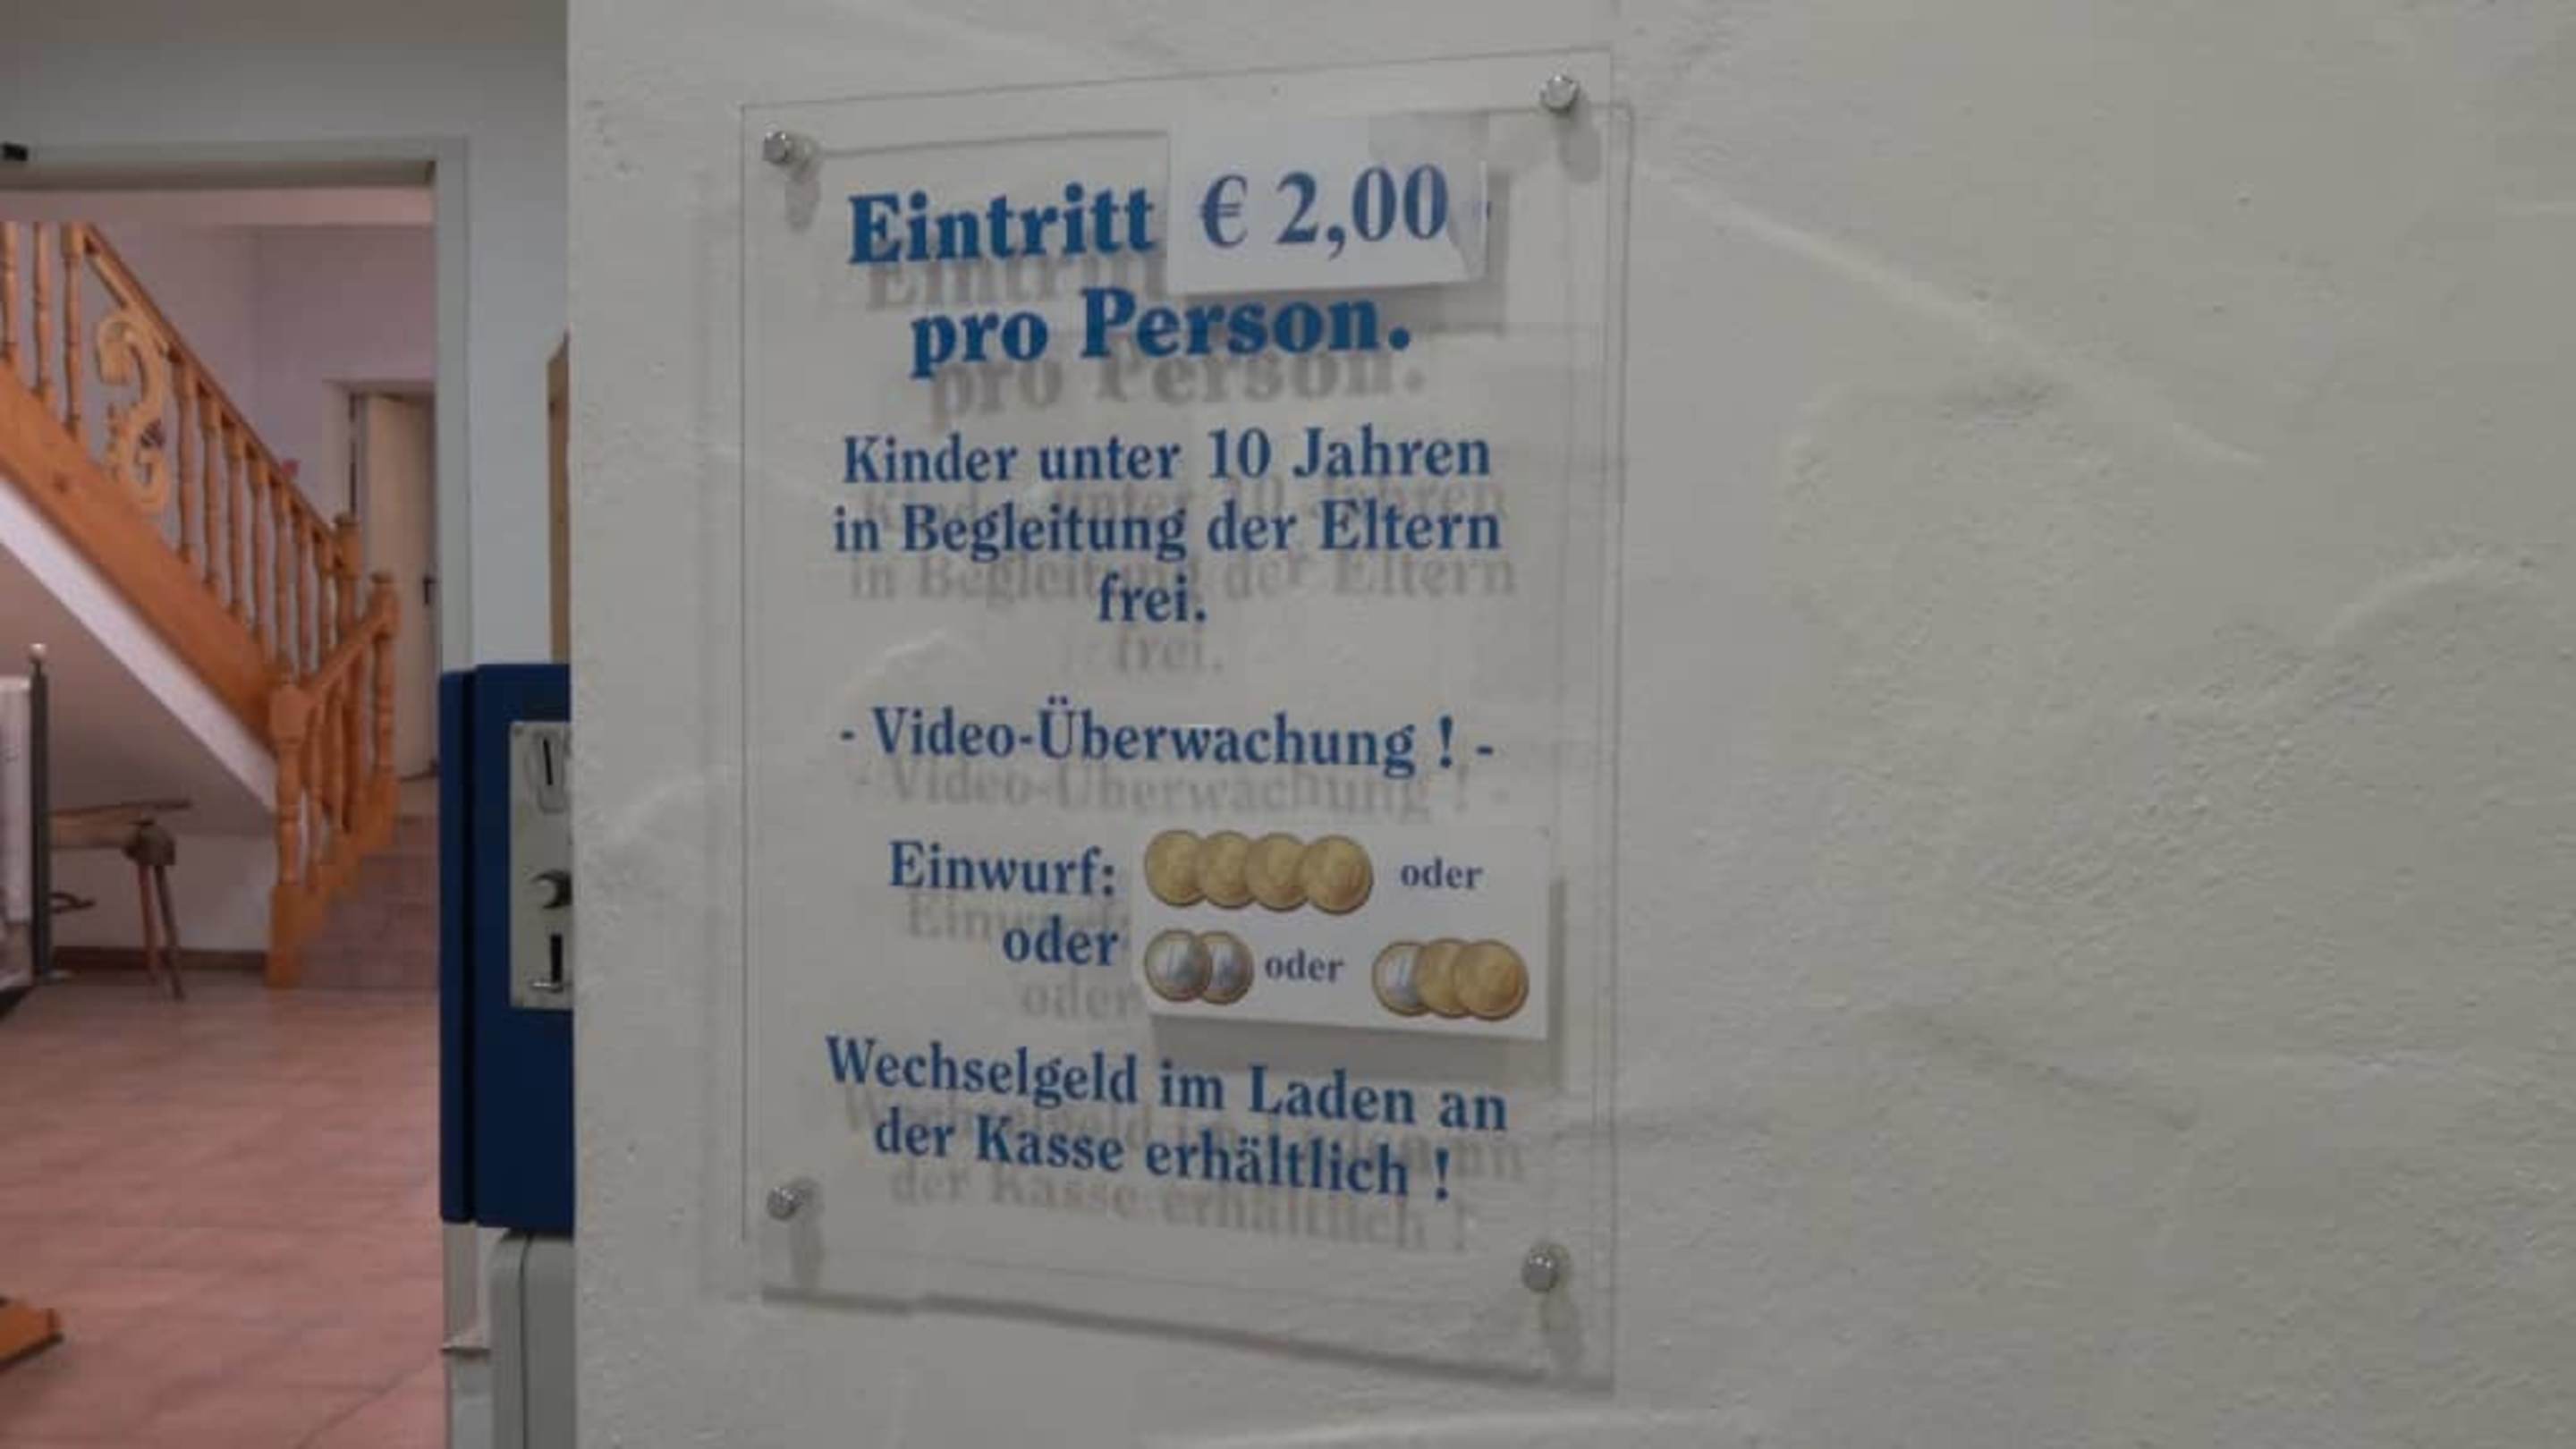 Eintritt € 2,00
pro Person.
Kinder unter 10 Jahren
in Begleitung der Eltern
frei.
- Video-Überwachung ! -
Einwurf: oder
oder oder
Wechselgeld im Laden an
der Kasse erhältlich !